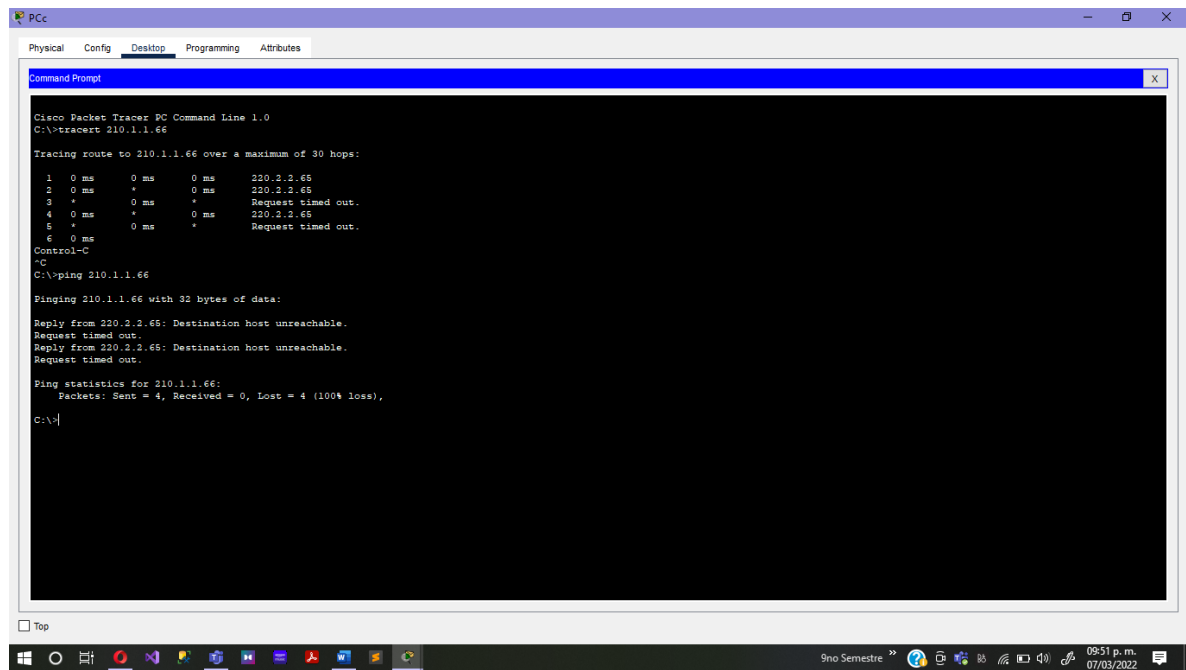 PCc
Physical Config Desktop Programming Attributes
Command Prompt
X
Cisco Packet Tracer PC Command Line 1.0
C:\>tracert 210.1.1.66
Tracing route to 210.1.1.66 over a maximum of 30 hops:
1 0 ms 0 ms 0 ms 220.2.2.65
2 0 ms * 0 ms 220.2.2.65
3 * 0 ms * Request timed out.
4 0 ms * 0 ms 220.2.2.65
5 * 0 ms * Request timed out.
6 0 ms
Control-C
^C
C:\>ping 210.1.1.66
Pinging 210.1.1.66 with 32 bytes of data:
Reply from 220.2.2.65: Destination host unreachable.
Request timed out.
Reply from 220.2.2.65: Destination host unreachable.
Request timed out.
Ping statistics for 210.1.1.66:
Packets: Sent = 4, Received = 0, Lost = 4 (100% loss),
C:\>
Top
9no Semestre
09:51 p. m.
07/03/2022